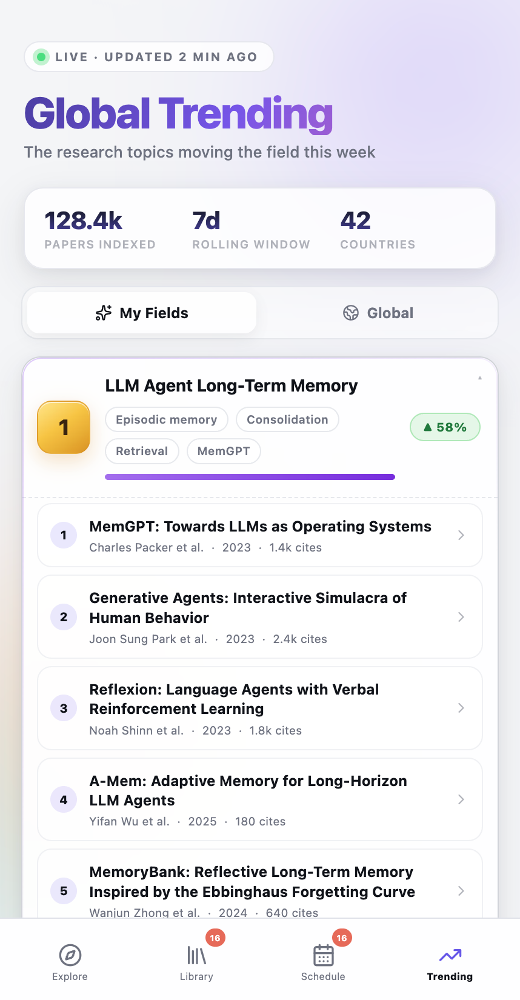 LIVE · UPDATED 2 MIN AGO
Global Trending
The research topics moving the field this week
128.4k
PAPERS INDEXED
7d
ROLLING WINDOW
42
COUNTRIES
My Fields
Global
1
LLM Agent Long-Term Memory
Episodic memory
Consolidation
Retrieval
MemGPT
▲ 58%
1
MemGPT: Towards LLMs as Operating Systems
Charles Packer et al. · 2023 · 1.4k cites
2
Generative Agents: Interactive Simulacra of
Human Behavior
Joon Sung Park et al. · 2023 · 2.4k cites
3
Reflexion: Language Agents with Verbal
Reinforcement Learning
Noah Shinn et al. · 2023 · 1.8k cites
4
A-Mem: Adaptive Memory for Long-Horizon
LLM Agents
Yifan Wu et al. · 2025 · 180 cites
5
MemoryBank: Reflective Long-Term Memory
Inspired by the Ebbinghaus Forgetting Curve
Wanjun Zhong et al. · 2024 · 640 cites
Explore
16
Library
16
Schedule
Trending